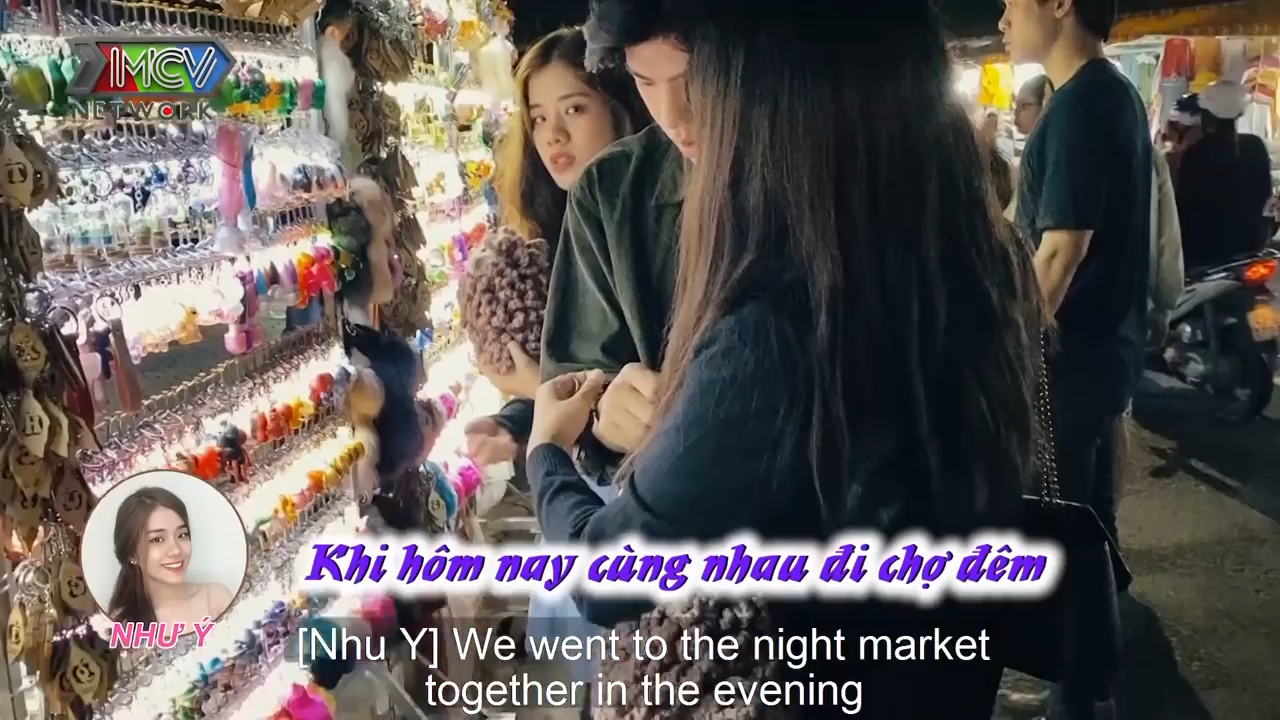 MCV
NETWORK
Khi hôm nay cùng nhau đi chợ đêm
NHƯ Ý
[Nhu Y] We went to the night market
together in the evening